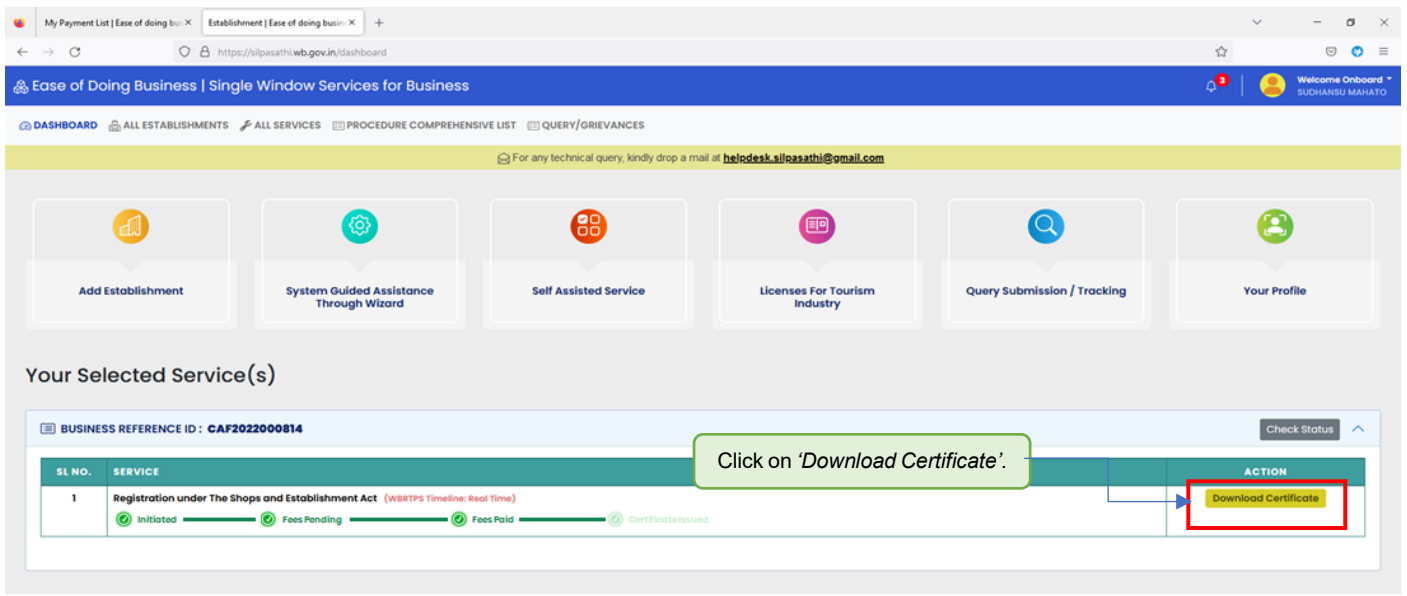 My Payment List | Ease of doing bu
Establishment | Ease of doing busin
https://silpasathi.wb.gov.in/dashboard
Ease of Doing Business | Single Window Services for Business
3
Welcome Onboard
SUDHANSU MAHATO
DASHBOARD ALL ESTABLISHMENTS ALL SERVICES PROCEDURE COMPREHENSIVE LIST QUERY/GRIEVANCES
For any technical query, kindly drop a mail at helpdesk.silpasathi@gmail.com
Add Establishment
System Guided Assistance
Through Wizard
Self Assisted Service
Licenses For Tourism
Industry
Query Submission / Tracking
Your Profile
Your Selected Service(s)
BUSINESS REFERENCE ID : CAF2022000814
Check Status
Click on 'Download Certificate'.
SL NO. SERVICE ACTION
1 Registration under The Shops and Establishment Act (WBRTPS Timeline: Real Time) Download Certificate
Initiated Fees Pending Fees Paid Certificate Issued